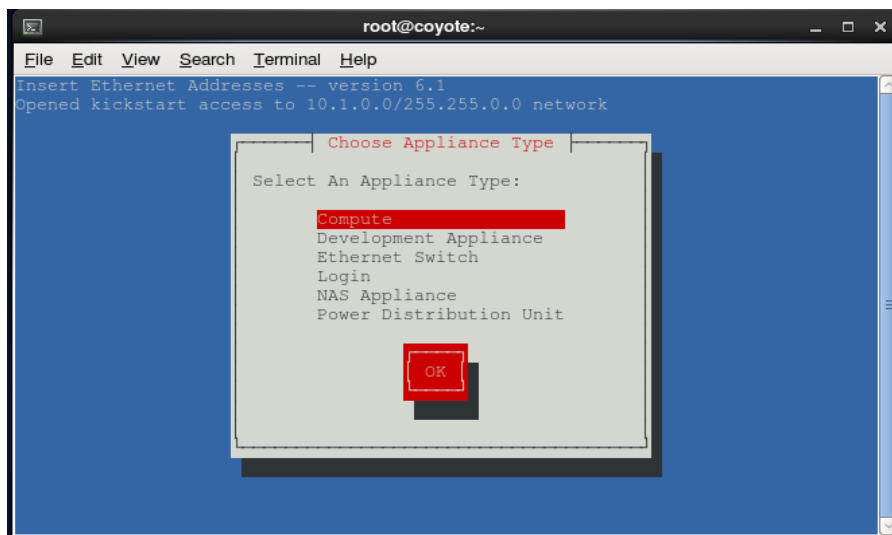 root@coyote:~
File Edit View Search Terminal Help
Insert Ethernet Addresses -- version 6.1
Opened kickstart access to 10.1.0.0/255.255.0.0 network
Choose Appliance Type
Select An Appliance Type:
Compute
Development Appliance
Ethernet Switch
Login
NAS Appliance
Power Distribution Unit
OK